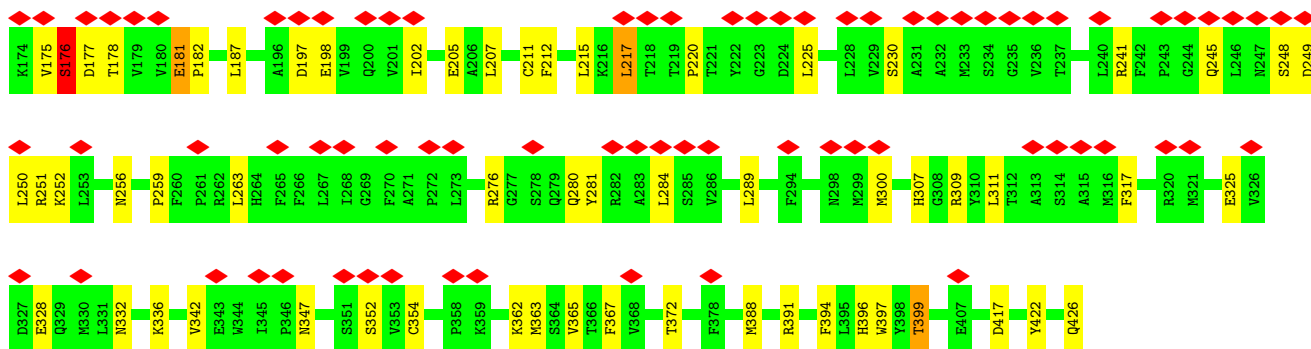 K174 V175 S176 D177 T178 V179 V180 E181 P182 L187 A196 D197 E198 V199 Q200 V201 I202 E205 A206 L207 C211 F212 L215 K216 L217 T218 T219 P220 T221 Y222 G223 D224 L225 L228 V229 S230 A231 A232 M233 S234 G235 V236 T237 L240 R241 F242 P243 G244 Q245 L246 N247 S248 D249
L250 R251 K252 L253 N256 P259 F260 P261 R262 L263 H264 F265 F266 L267 I268 G269 F270 A271 P272 L273 R276 G277 S278 Q279 Q280 Y281 R282 A283 L284 S285 V286 L289 F294 N298 M299 M300 H307 G308 R309 Y310 L311 T312 A313 S314 A315 M316 F317 R320 M321 E325 V326
D327 E328 Q329 M330 L331 N332 K336 V342 E343 W344 I345 P346 N347 S351 S352 V353 C354 P358 K359 K362 M363 S364 V365 T366 F367 V368 T372 F378 M388 R391 F394 L395 H396 W397 Y398 T399 E407 D417 Y422 Q426